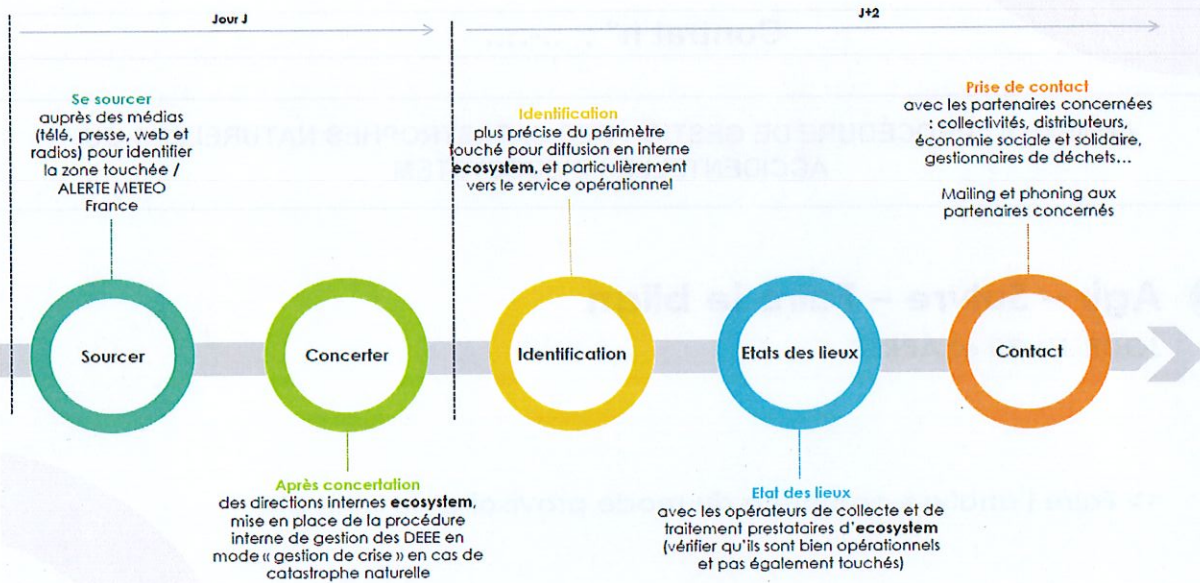 Jour J
J+2
Se sourcer
auprès des médias
(télé, presse, web et
radios) pour identifier
la zone touchée /
ALERTE METEO
France
Identification
plus précise du périmètre
touché pour diffusion en interne
ecosystem, et particulièrement
vers le service opérationnel
Prise de contact
avec les partenaires concernées
: collectivités, distributeurs,
économie sociale et solidaire,
gestionnaires de déchets...
Mailing et phoning aux
partenaires concernés
Sourcer
Concerter
Identification
Etats des lieux
Contact
Après concertation
des directions internes ecosystem,
mise en place de la procédure
interne de gestion des DEEE en
mode « gestion de crise » en cas de
catastrophe naturelle
Etat des lieux
avec les opérateurs de collecte et de
traitement prestataires d'ecosystem
(vérifier qu'ils sont bien opérationnels
et pas également touchés)